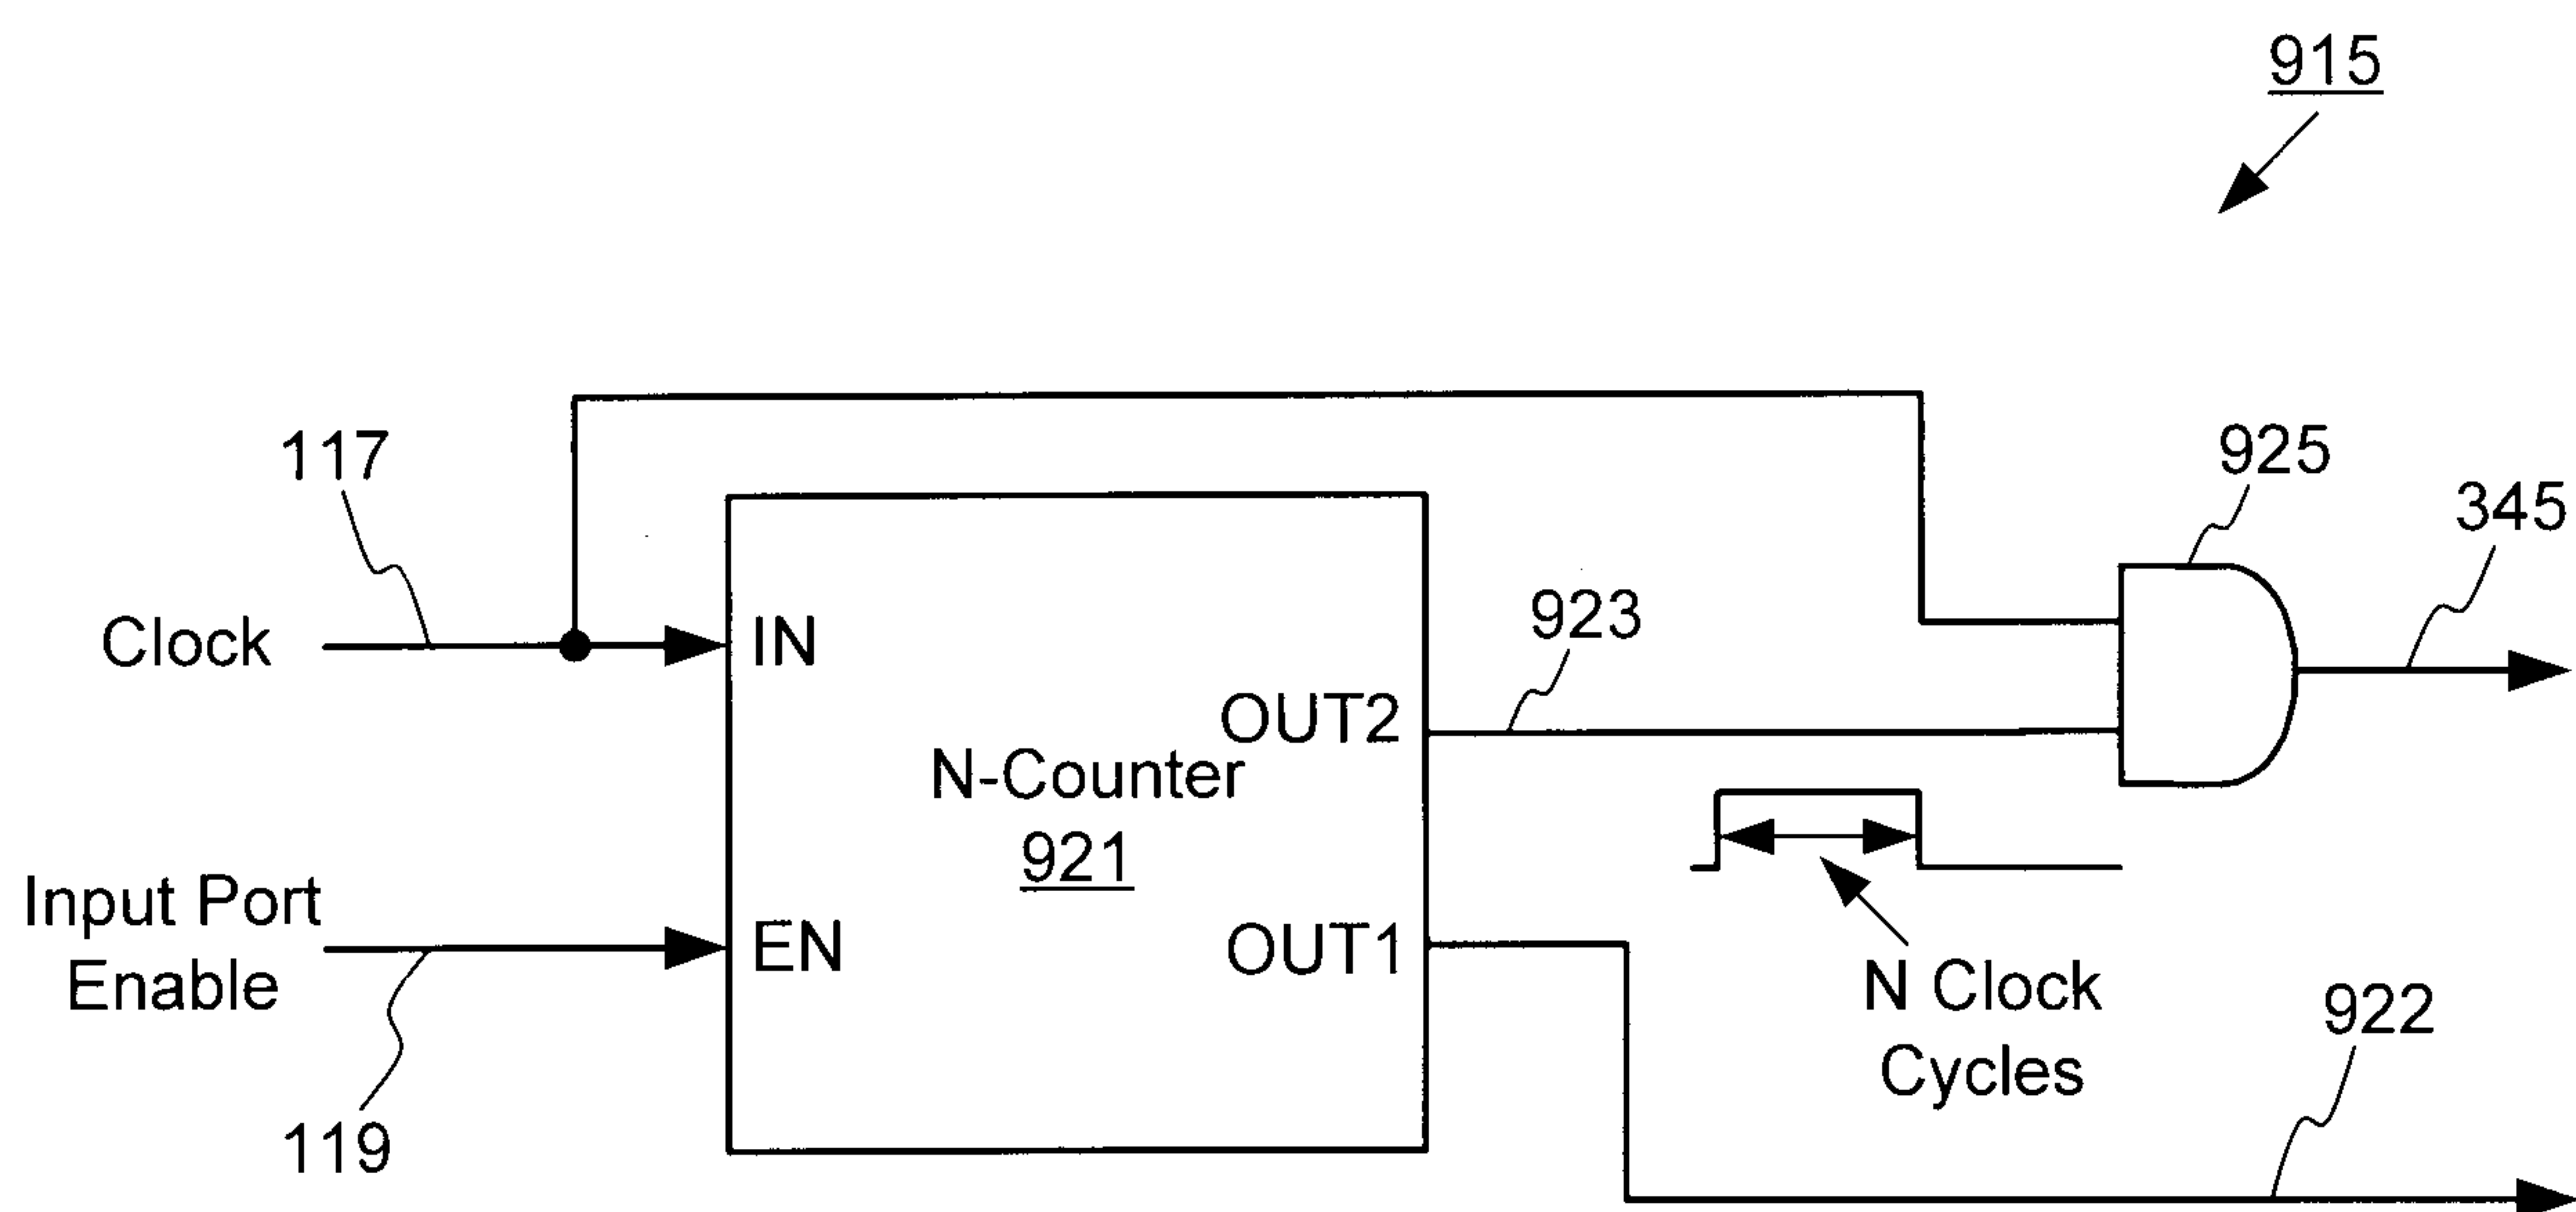 915
117
925
345
923
Clock
IN
OUT2
N-Counter
921
Input Port
Enable
EN
OUT1
N Clock
Cycles
922
119